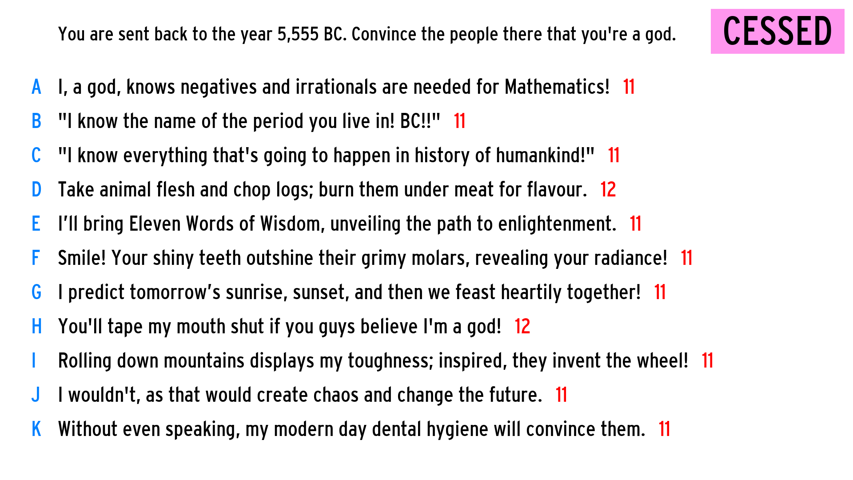 You are sent back to the year 5,555 BC. Convince the people there that you're a god.
CESSED
A I, a god, knows negatives and irrationals are needed for Mathematics! 11
B "I know the name of the period you live in! BC!!" 11
C "I know everything that's going to happen in history of humankind!" 11
D Take animal flesh and chop logs; burn them under meat for flavour. 12
E I’ll bring Eleven Words of Wisdom, unveiling the path to enlightenment. 11
F Smile! Your shiny teeth outshine their grimy molars, revealing your radiance! 11
G I predict tomorrow’s sunrise, sunset, and then we feast heartily together! 11
H You'll tape my mouth shut if you guys believe I'm a god! 12
I Rolling down mountains displays my toughness; inspired, they invent the wheel! 11
J I wouldn't, as that would create chaos and change the future. 11
K Without even speaking, my modern day dental hygiene will convince them. 11